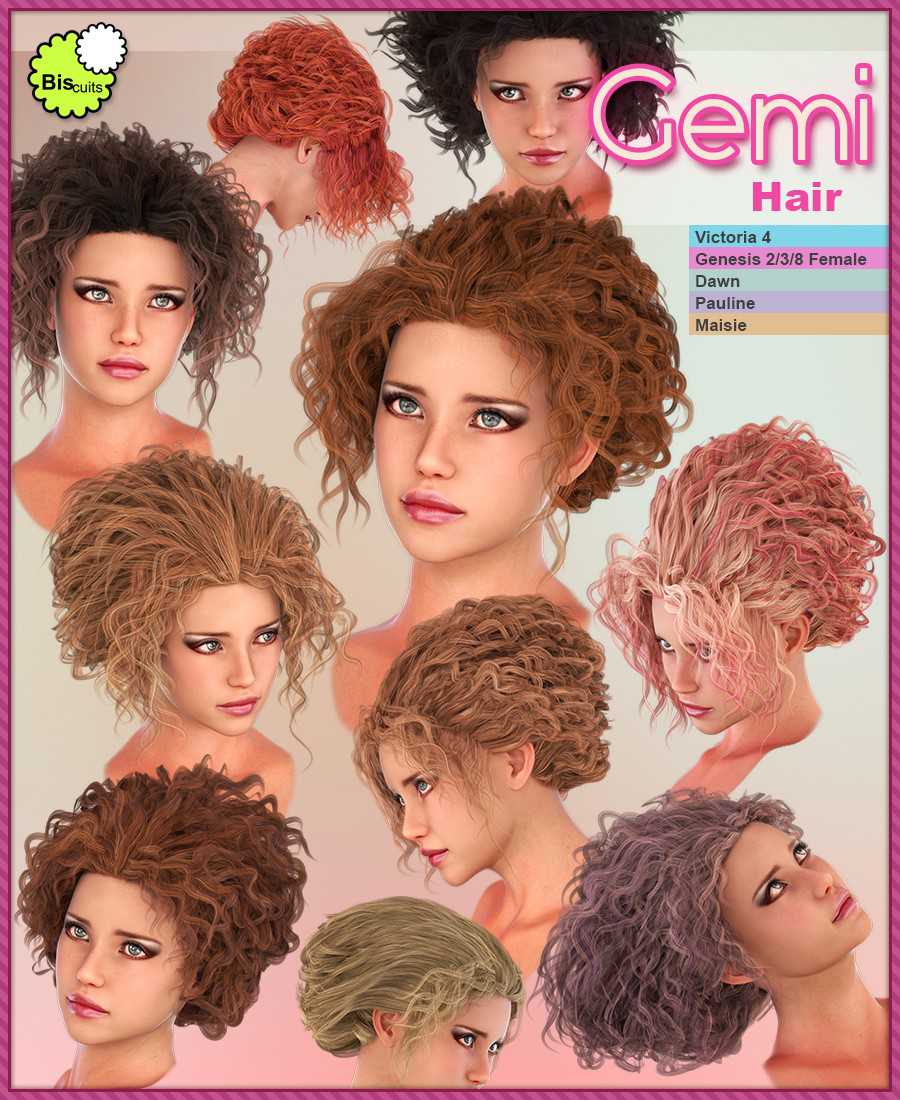 Biscuits
Gemi
Hair
Victoria 4
Genesis 2/3/8 Female
Dawn
Pauline
Maisie